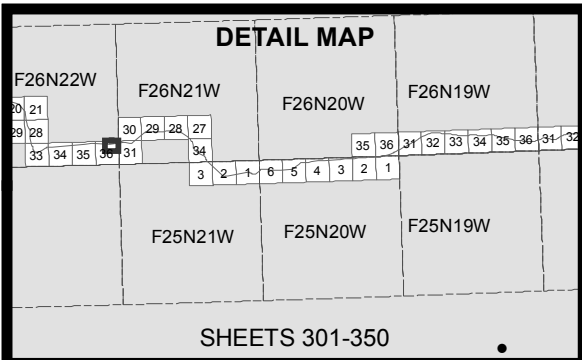 DETAIL MAP
F26N22W
F26N21W
F26N20W
F26N19W
20 21
29 28
33 34 35 36 31
30 29 28 27
34
3 2 1 6 5 4 3 2 1
35 36 31 32 33 34 35 36 31 32
F25N21W
F25N20W
F25N19W
SHEETS 301-350